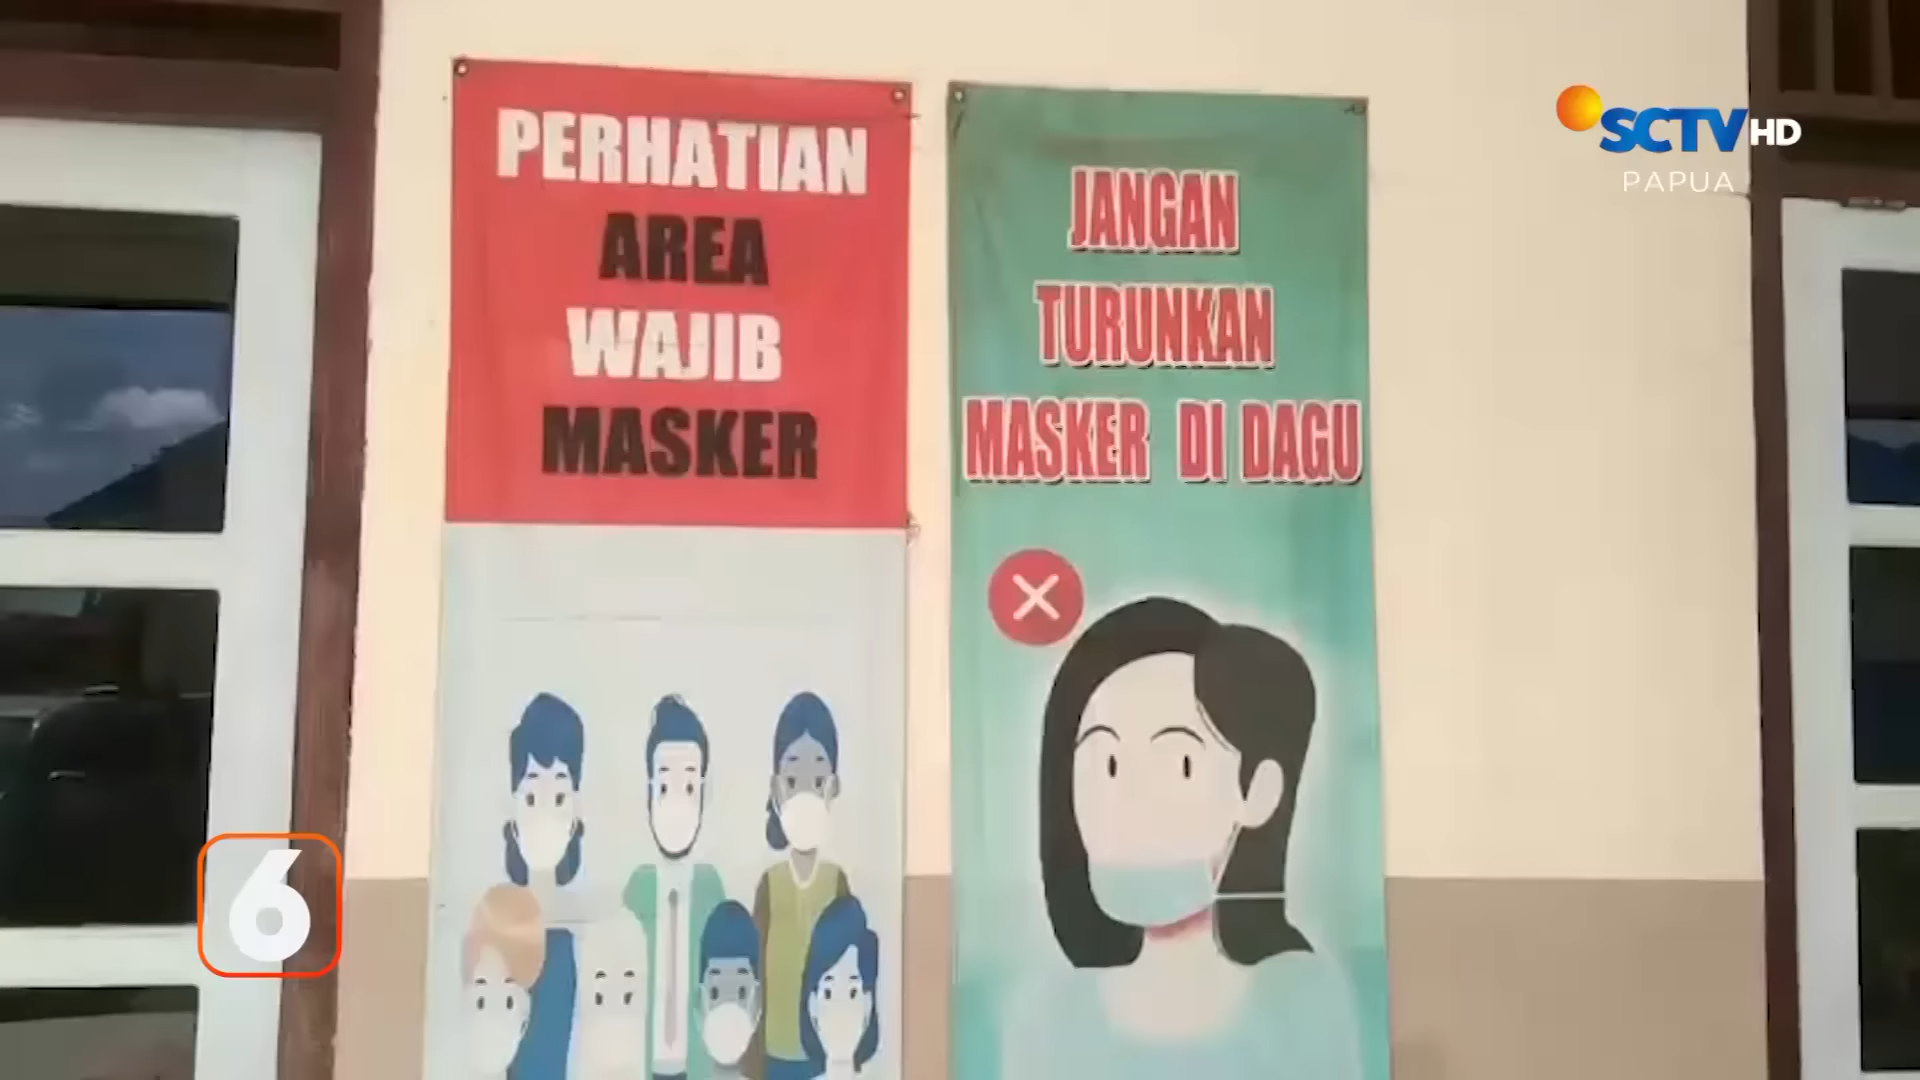 PERHATIAN
AREA
WAJIB
MASKER
JANGAN
TURUNKAN
MASKER DI DAGU
SCTV HD
PAPUA
6